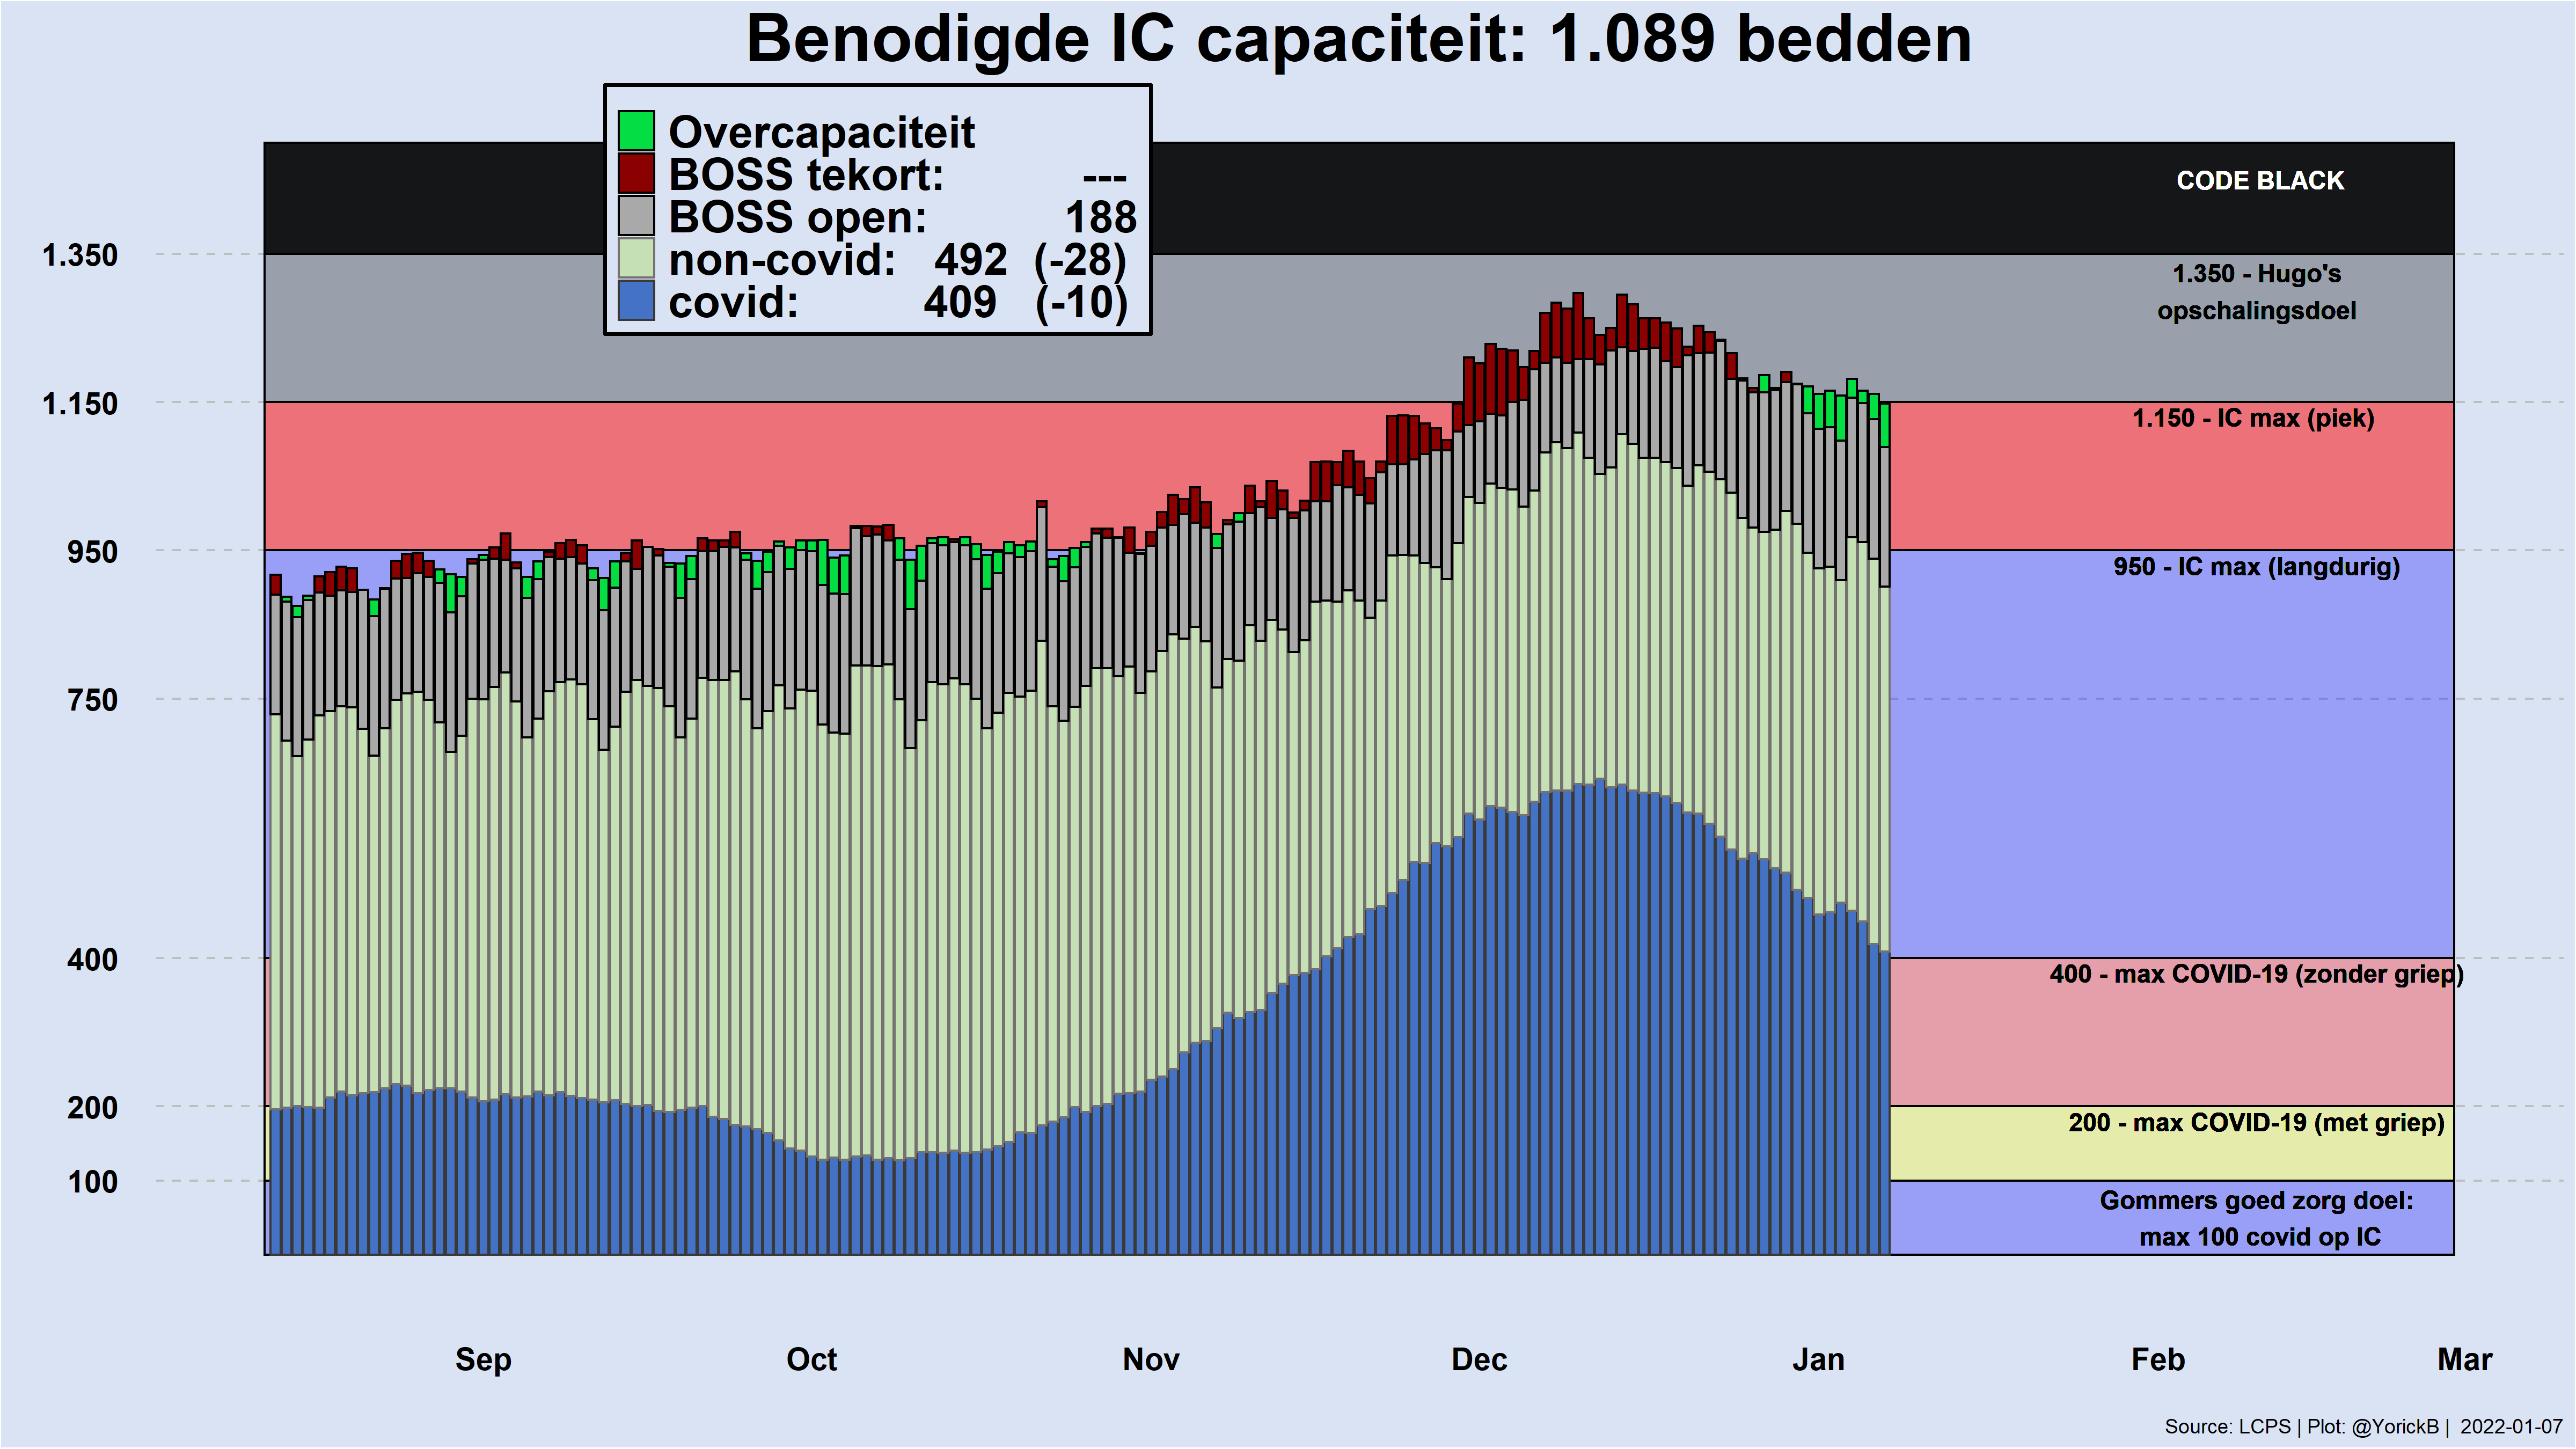 Benodigde IC capaciteit: 1.089 bedden
Overcapaciteit
BOSS tekort: ---
BOSS open: 188
non-covid: 492 (-28)
covid: 409 (-10)
CODE BLACK
1.350
1.350 - Hugo's
opschalingsdoel
1.150
1.150 - IC max (piek)
950
950 - IC max (langdurig)
750
400
400 - max COVID-19 (zonder griep)
200
200 - max COVID-19 (met griep)
100
Gommers goed zorg doel:
max 100 covid op IC
Sep Oct Nov Dec Jan Feb Mar
Source: LCPS | Plot: @YorickB | 2022-01-07